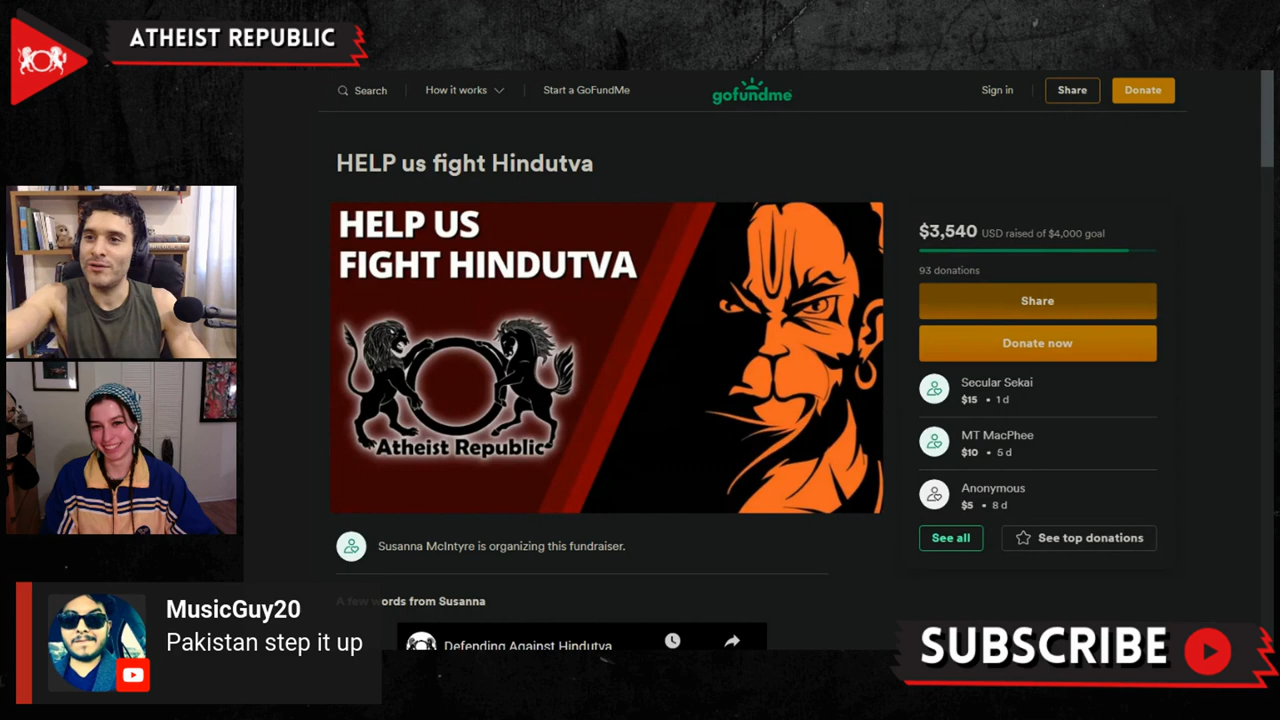 ATHEIST REPUBLIC
Search
How it works
Start a GoFundMe
gofundme
Sign in
Share
Donate
HELP us fight Hindutva
HELP US
FIGHT HINDUTVA
Atheist Republic
$3,540 USD raised of $4,000 goal
93 donations
Share
Donate now
Secular Sekai
$15 • 1 d
MT MacPhee
$10 • 5 d
Anonymous
$5 • 8 d
See all
See top donations
Susanna McIntyre is organizing this fundraiser.
A few words from Susanna
Defending Against Hindutva
MusicGuy20
Pakistan step it up
SUBSCRIBE